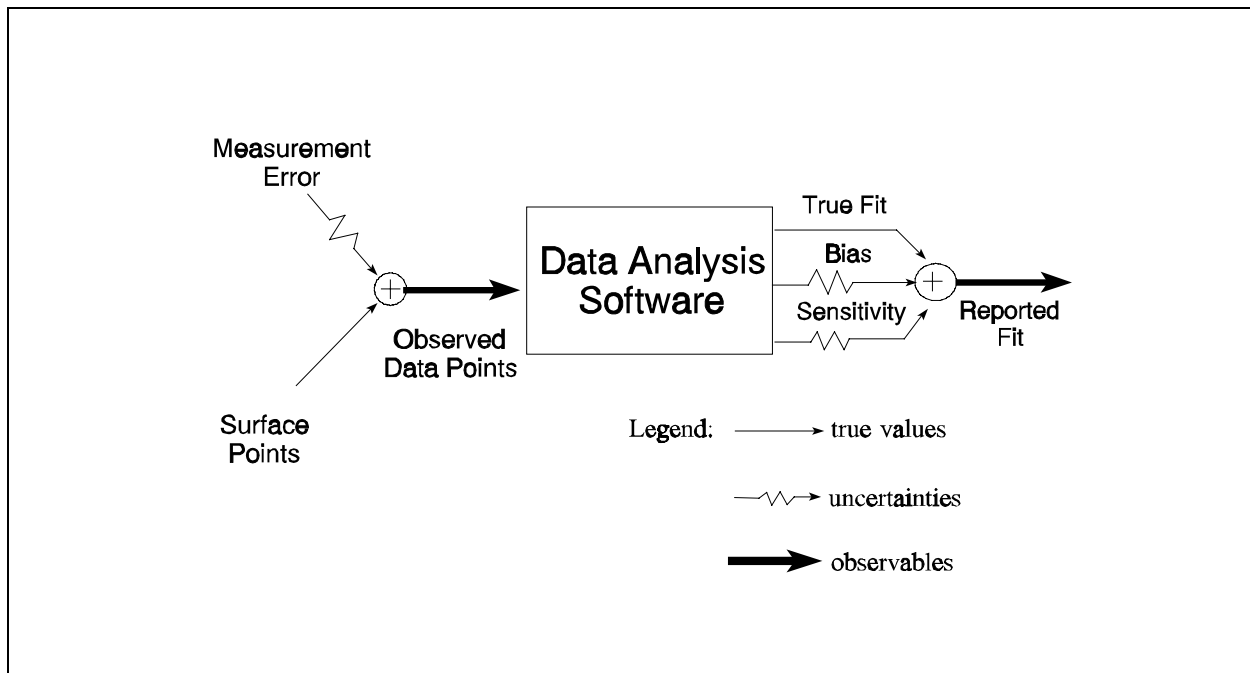 Measurement
Error
Surface
Points
Observed
Data Points
Data Analysis
Software
True Fit
Bias
Sensitivity
Reported
Fit
Legend:
true values
uncertainties
observables